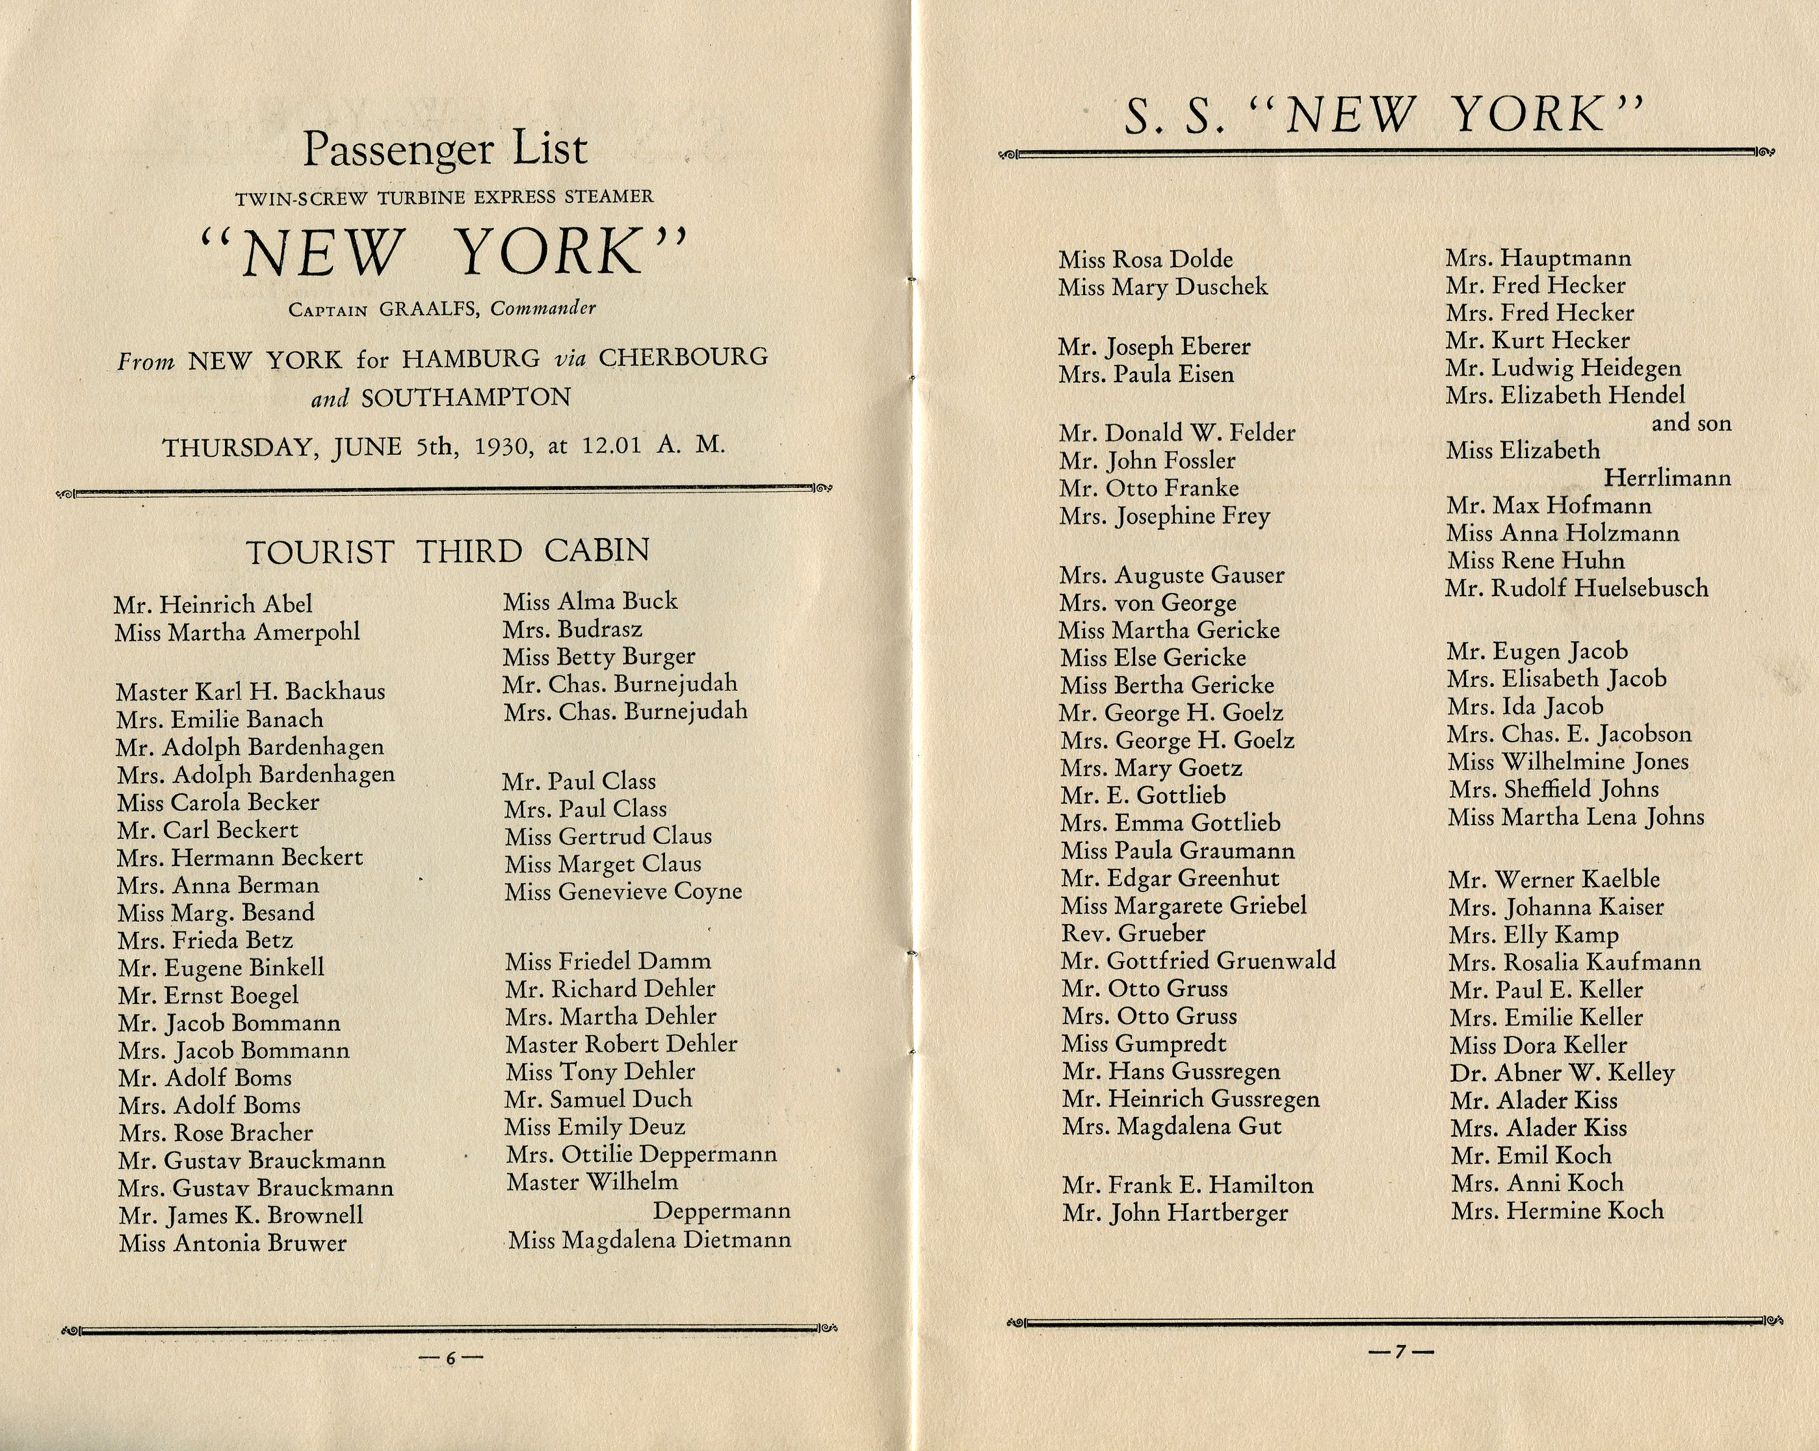 Passenger List
TWIN-SCREW TURBINE EXPRESS STEAMER
“NEW YORK”
CAPTAIN GRAALFS, Commander
From NEW YORK for HAMBURG via CHERBOURG
and SOUTHAMPTON
THURSDAY, JUNE 5th, 1930, at 12.01 A. M.
TOURIST THIRD CABIN
Mr. Heinrich Abel
Miss Martha Amerpohl
Master Karl H. Backhaus
Mrs. Emilie Banach
Mr. Adolph Bardenhagen
Mrs. Adolph Bardenhagen
Miss Carola Becker
Mr. Carl Beckert
Mrs. Hermann Beckert
Mrs. Anna Berman
Miss Marg. Besand
Mrs. Frieda Betz
Mr. Eugene Binkell
Mr. Ernst Boegel
Mr. Jacob Bommann
Mrs. Jacob Bommann
Mr. Adolf Boms
Mrs. Adolf Boms
Mrs. Rose Bracher
Mr. Gustav Brauckmann
Mrs. Gustav Brauckmann
Mr. James K. Brownell
Miss Antonia Bruwer
Miss Alma Buck
Mrs. Budrasz
Miss Betty Burger
Mr. Chas. Burnejudah
Mrs. Chas. Burnejudah
Mr. Paul Class
Mrs. Paul Class
Miss Gertrud Claus
Miss Marget Claus
Miss Genevieve Coyne
Miss Friedel Damm
Mr. Richard Dehler
Mrs. Martha Dehler
Master Robert Dehler
Miss Tony Dehler
Mr. Samuel Duch
Miss Emily Deuz
Mrs. Ottilie Deppermann
Master Wilhelm
Deppermann
Miss Magdalena Dietmann
— 6 —
S. S. “NEW YORK”
Miss Rosa Dolde
Miss Mary Duschek
Mr. Joseph Eberer
Mrs. Paula Eisen
Mr. Donald W. Felder
Mr. John Fossler
Mr. Otto Franke
Mrs. Josephine Frey
Mrs. Auguste Gauser
Mrs. von George
Miss Martha Gericke
Miss Else Gericke
Miss Bertha Gericke
Mr. George H. Goelz
Mrs. George H. Goelz
Mrs. Mary Goetz
Mr. E. Gottlieb
Mrs. Emma Gottlieb
Miss Paula Graumann
Mr. Edgar Greenhut
Miss Margarete Griebel
Rev. Grueber
Mr. Gottfried Gruenwald
Mr. Otto Gruss
Mrs. Otto Gruss
Miss Gumpredt
Mr. Hans Gussregen
Mr. Heinrich Gussregen
Mrs. Magdalena Gut
Mr. Frank E. Hamilton
Mr. John Hartberger
Mrs. Hauptmann
Mr. Fred Hecker
Mrs. Fred Hecker
Mr. Kurt Hecker
Mr. Ludwig Heidegen
Mrs. Elizabeth Hendel
and son
Miss Elizabeth
Herrlimann
Mr. Max Hofmann
Miss Anna Holzmann
Miss Rene Huhn
Mr. Rudolf Huelsebusch
Mr. Eugen Jacob
Mrs. Elisabeth Jacob
Mrs. Ida Jacob
Mrs. Chas. E. Jacobson
Miss Wilhelmine Jones
Mrs. Sheffield Johns
Miss Martha Lena Johns
Mr. Werner Kaelble
Mrs. Johanna Kaiser
Mrs. Elly Kamp
Mrs. Rosalia Kaufmann
Mr. Paul E. Keller
Mrs. Emilie Keller
Miss Dora Keller
Dr. Abner W. Kelley
Mr. Alader Kiss
Mrs. Alader Kiss
Mr. Emil Koch
Mrs. Anni Koch
Mrs. Hermine Koch
— 7 —